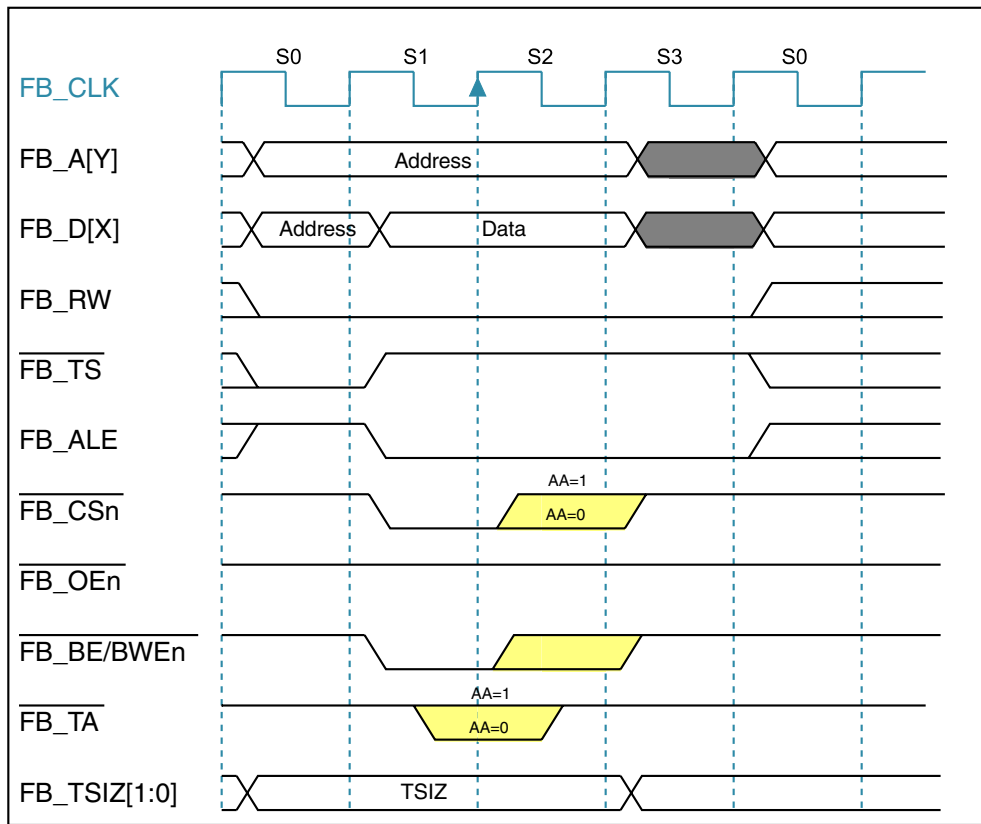 S0 S1 S2 S3 S0
FB_CLK
FB_A[Y] Address
FB_D[X] Address Data
FB_RW
FB_TS
FB_ALE
AA=1
FB_CSn AA=0
FB_OEn
FB_BE/BWEn
AA=1
FB_TA AA=0
FB_TSIZ[1:0] TSIZ